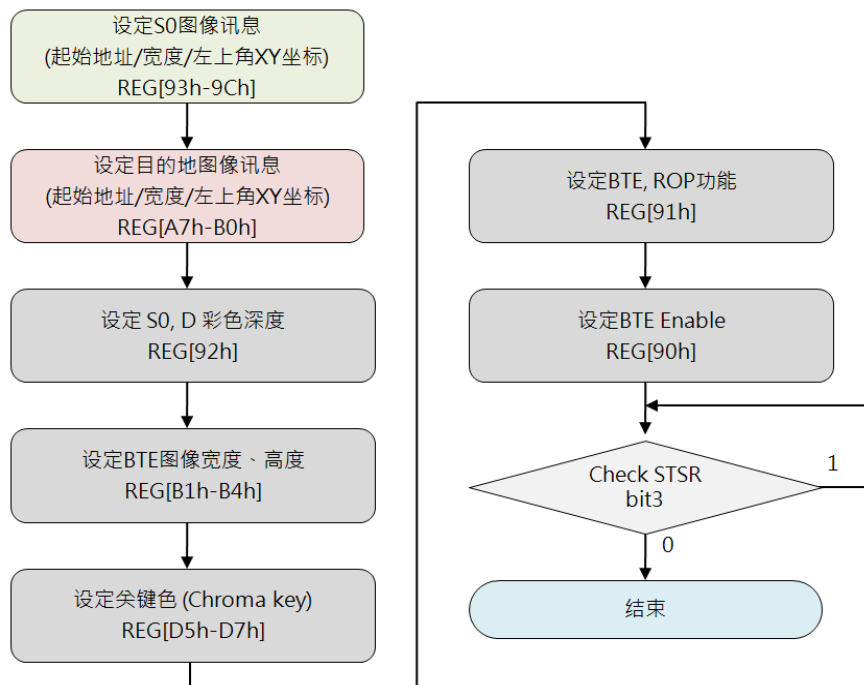 设定S0图像讯息
(起始地址/宽度/左上角XY坐标)
REG[93h-9Ch]
设定目的地图像讯息
(起始地址/宽度/左上角XY坐标)
REG[A7h-B0h]
设定 S0, D 彩色深度
REG[92h]
设定BTE图像宽度、高度
REG[B1h-B4h]
设定关键色 (Chroma key)
REG[D5h-D7h]
设定BTE, ROP功能
REG[91h]
设定BTE Enable
REG[90h]
Check STSR
bit3
1
0
结束